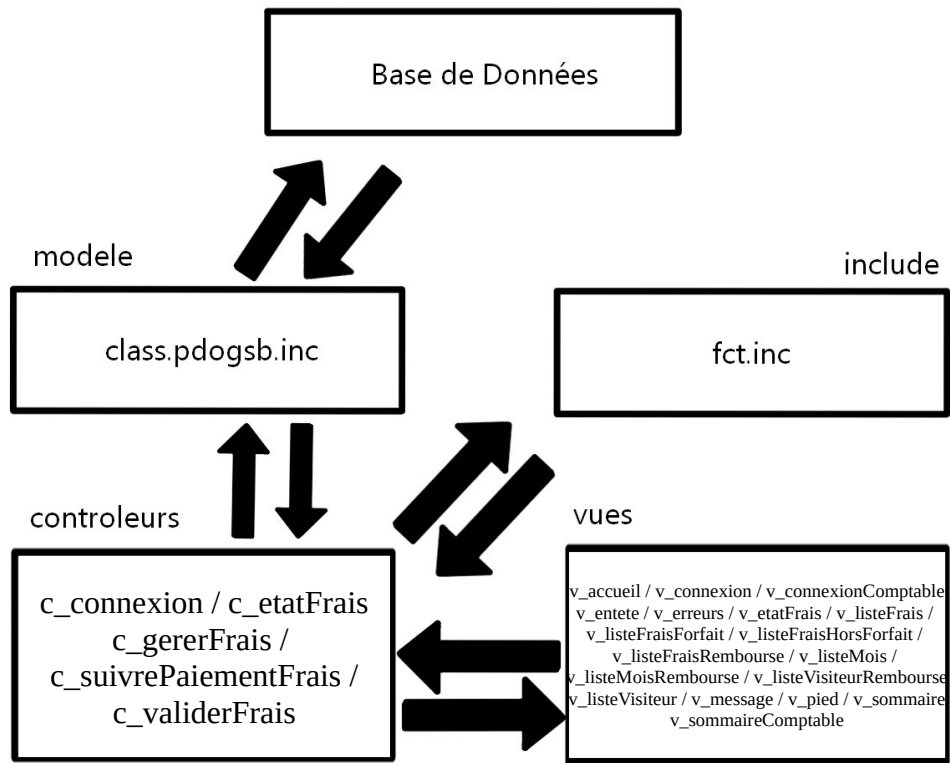 Base de Données
modele
include
class.pdogsb.inc
fct.inc
controleurs
vues
c_connexion / c_etatFrais
c_gererFrais /
c_suivrePaiementFrais /
c_validerFrais
v_accueil / v_connexion / v_connexionComptable
v_entete / v_erreurs / v_etatFrais / v_listeFrais /
v_listeFraisForfait / v_listeFraisHorsForfait /
v_listeFraisRembourse / v_listeMois /
v_listeMoisRembourse / v_listeVisiteurRembourse
v_listeVisiteur / v_message / v_pied / v_sommaire
v_sommaireComptable